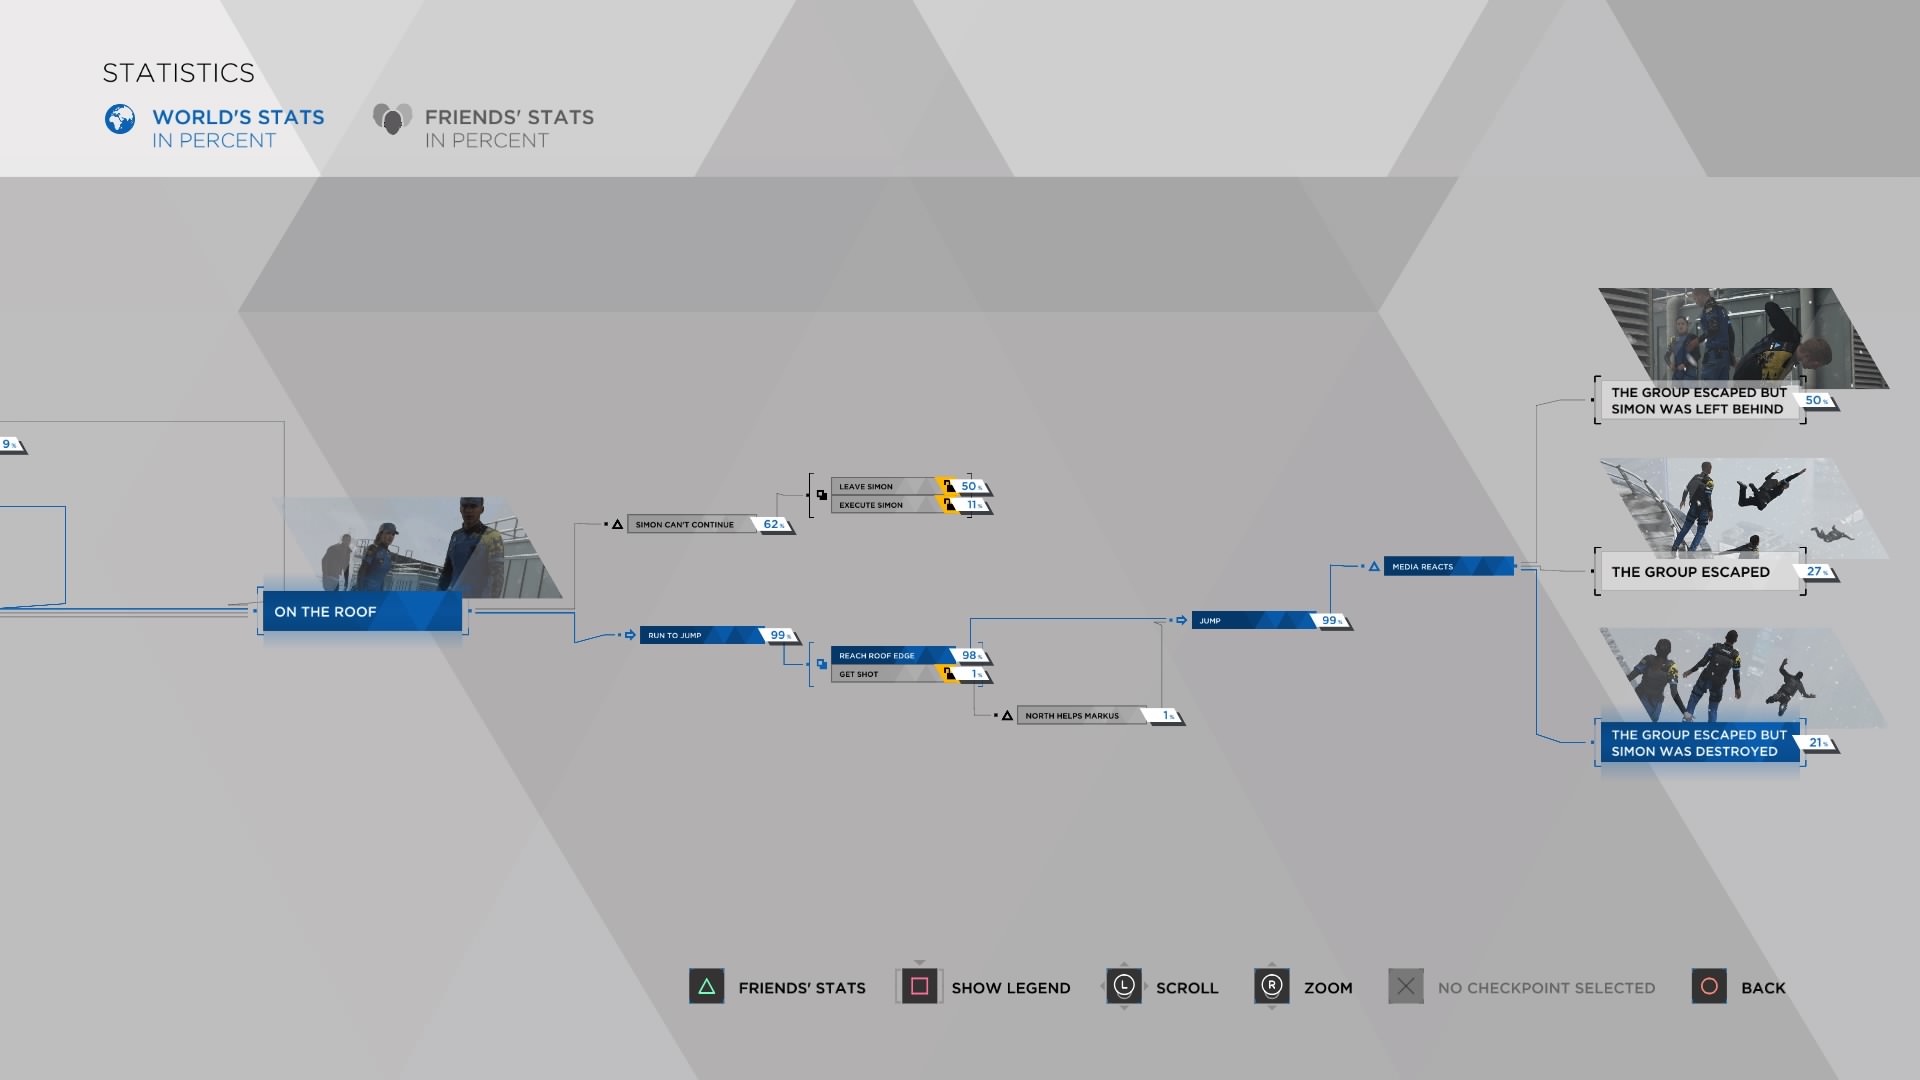 STATISTICS
WORLD'S STATS
IN PERCENT
FRIENDS' STATS
IN PERCENT
9%
ON THE ROOF
SIMON CAN'T CONTINUE 62%
LEAVE SIMON 50%
EXECUTE SIMON 11%
RUN TO JUMP 99%
REACH ROOF EDGE 98%
GET SHOT 1%
NORTH HELPS MARKUS 1%
JUMP 99%
MEDIA REACTS
THE GROUP ESCAPED BUT
SIMON WAS LEFT BEHIND 50%
THE GROUP ESCAPED 27%
THE GROUP ESCAPED BUT
SIMON WAS DESTROYED 21%
FRIENDS' STATS
SHOW LEGEND
L SCROLL
R ZOOM
NO CHECKPOINT SELECTED
BACK